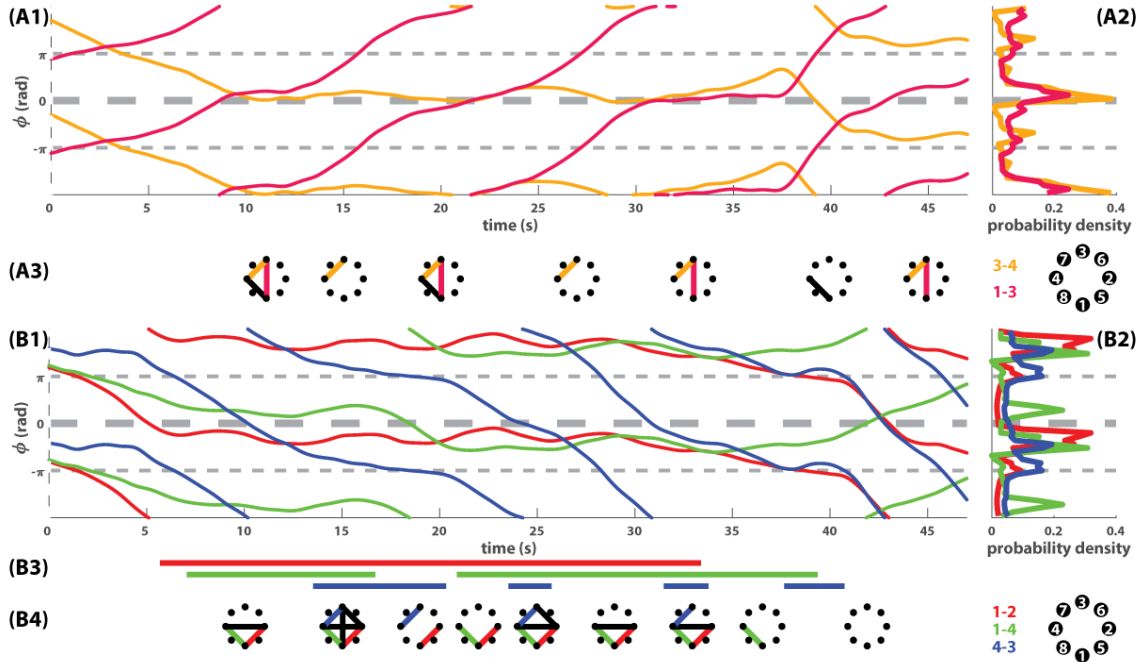 (A1)
(A2)
π
0
-π
ϕ (rad)
0 5 10 15 20 25 30 35 40 45
time (s)
0 0.2 0.4
probability density
(A3)
3-4
1-3
3
7 6
4 2
8 5
1
(B1)
(B2)
π
0
-π
ϕ (rad)
0 5 10 15 20 25 30 35 40 45
time (s)
0 0.2 0.4
probability density
(B3)
(B4)
1-2
1-4
4-3
3
7 6
4 2
8 5
1